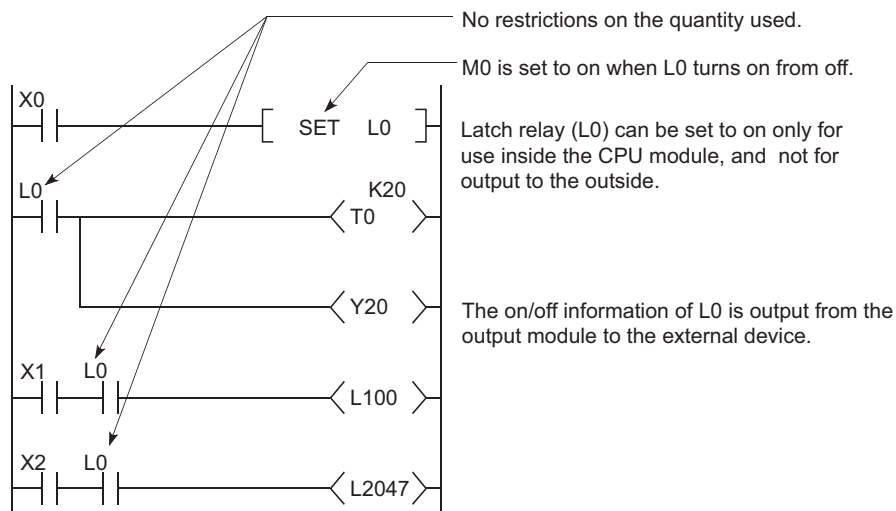 No restrictions on the quantity used.
M0 is set to on when L0 turns on from off.
X0
SET L0
Latch relay (L0) can be set to on only for
use inside the CPU module, and not for
output to the outside.
L0
K20
T0
Y20
The on/off information of L0 is output from the
output module to the external device.
X1 L0
L100
X2 L0
L2047